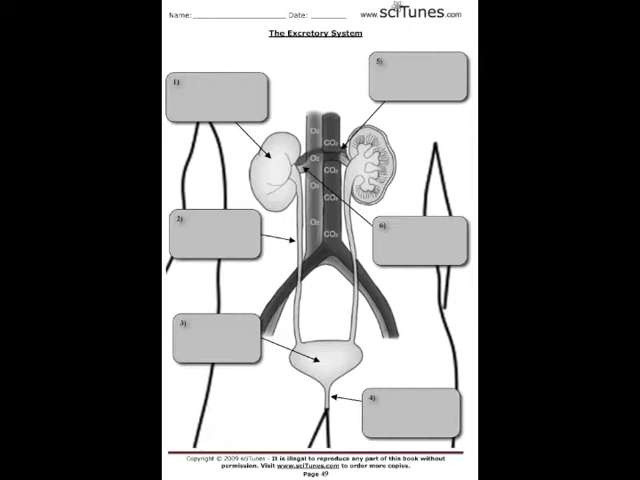 Name: ____________________ Date: ________ www.sciTunes.com
The Excretory System
1)
5)
O₂
CO₂
O₂
CO₂
O₂
CO₂
2)
6)
O₂
CO₂
3)
4)
Copyright © 2009 sciTunes - It is illegal to reproduce any part of this book without
permission. Visit www.sciTunes.com to order more copies.
Page 49